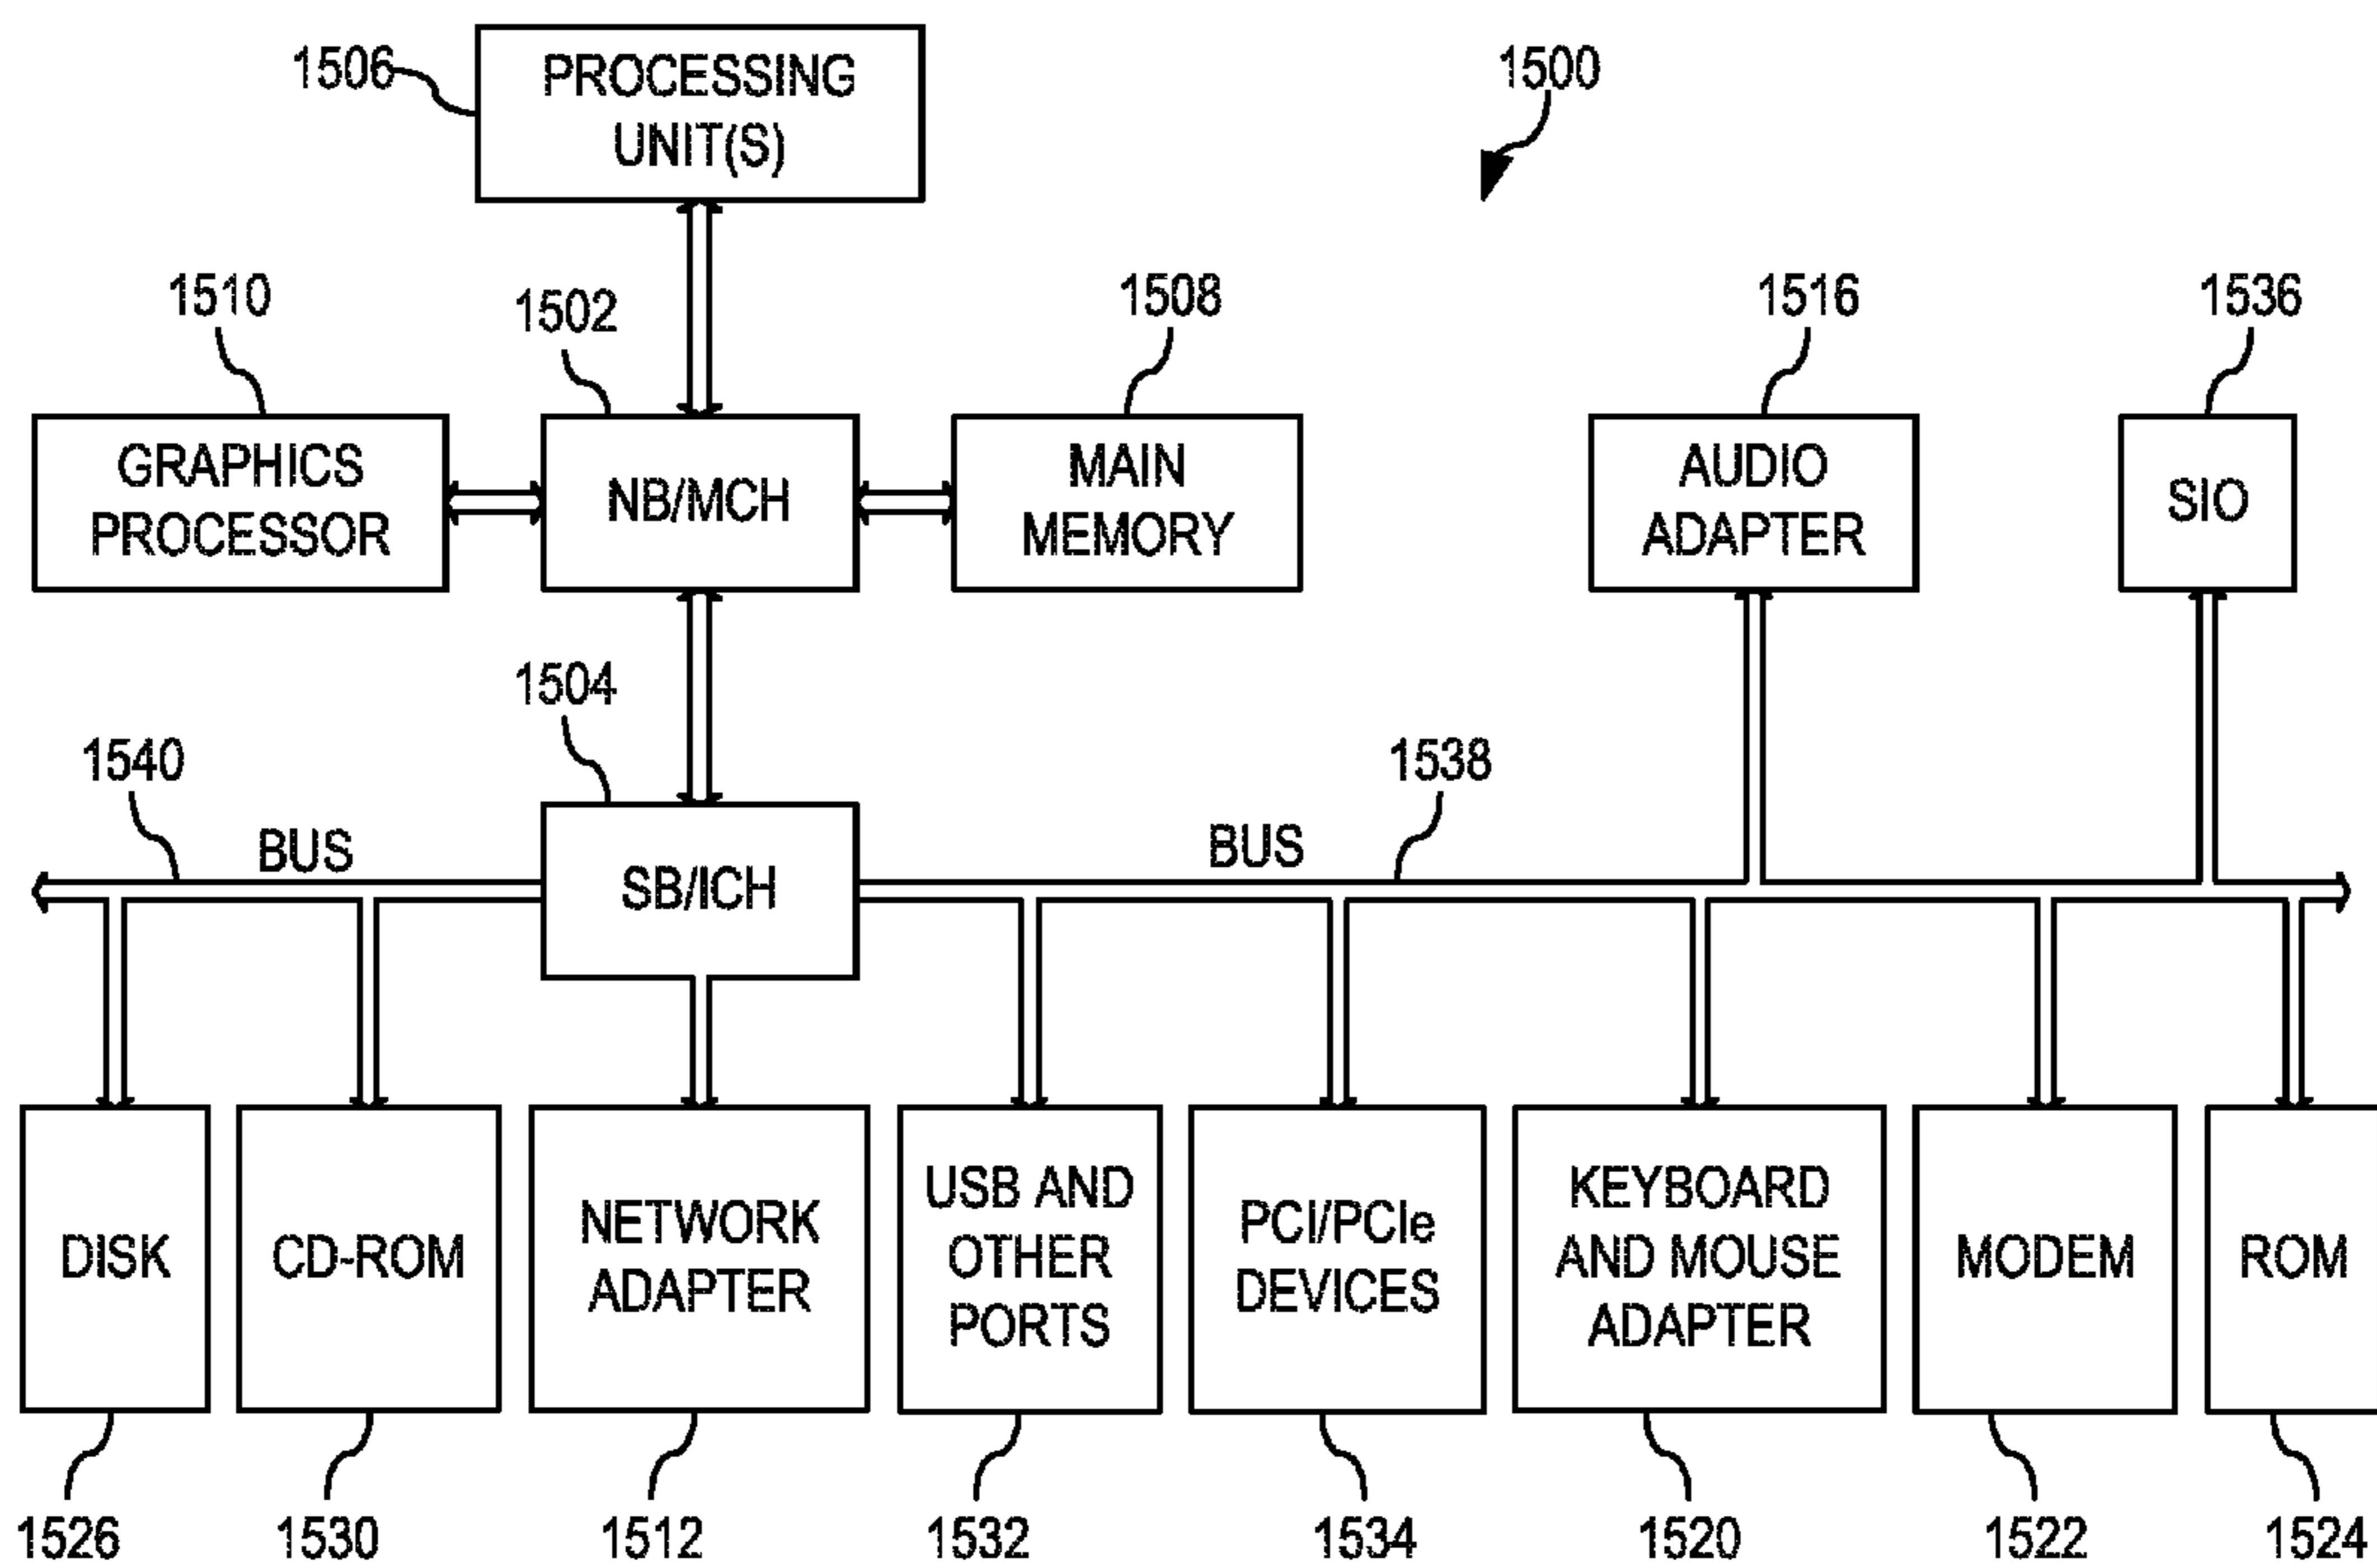 1506
PROCESSING
UNIT(S)
1500
1510
1502
1508
1516
1536
GRAPHICS
PROCESSOR
NB/MCH
MAIN
MEMORY
AUDIO
ADAPTER
SIO
1504
1540
1538
BUS
SB/ICH
BUS
DISK
CD-ROM
NETWORK
ADAPTER
USB AND
OTHER
PORTS
PCI/PCIe
DEVICES
KEYBOARD
AND MOUSE
ADAPTER
MODEM
ROM
1526
1530
1512
1532
1534
1520
1522
1524